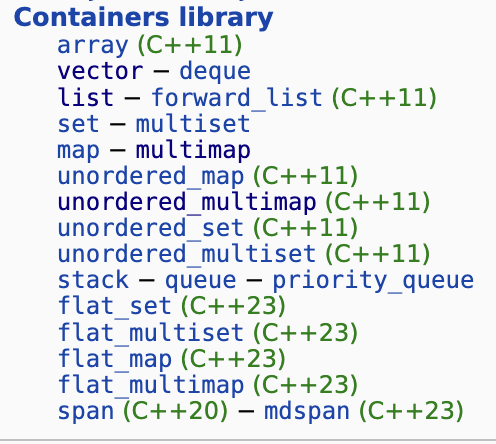 Containers library
array (C++11)
vector − deque
list − forward_list (C++11)
set − multiset
map − multimap
unordered_map (C++11)
unordered_multimap (C++11)
unordered_set (C++11)
unordered_multiset (C++11)
stack − queue − priority_queue
flat_set (C++23)
flat_multiset (C++23)
flat_map (C++23)
flat_multimap (C++23)
span (C++20) − mdspan (C++23)